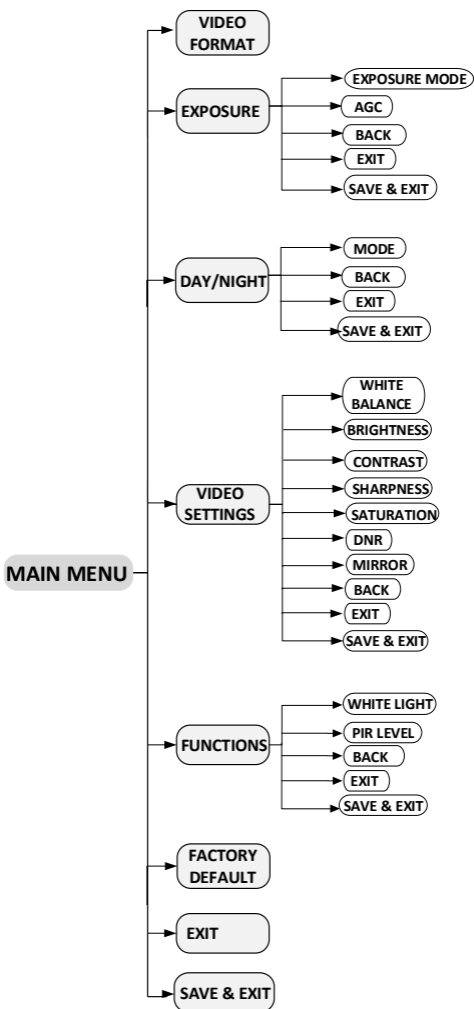 VIDEO
FORMAT
EXPOSURE
EXPOSURE MODE
AGC
BACK
EXIT
SAVE & EXIT
DAY/NIGHT
MODE
BACK
EXIT
SAVE & EXIT
VIDEO
SETTINGS
WHITE
BALANCE
BRIGHTNESS
CONTRAST
SHARPNESS
SATURATION
DNR
MIRROR
BACK
EXIT
SAVE & EXIT
MAIN MENU
FUNCTIONS
WHITE LIGHT
PIR LEVEL
BACK
EXIT
SAVE & EXIT
FACTORY
DEFAULT
EXIT
SAVE & EXIT